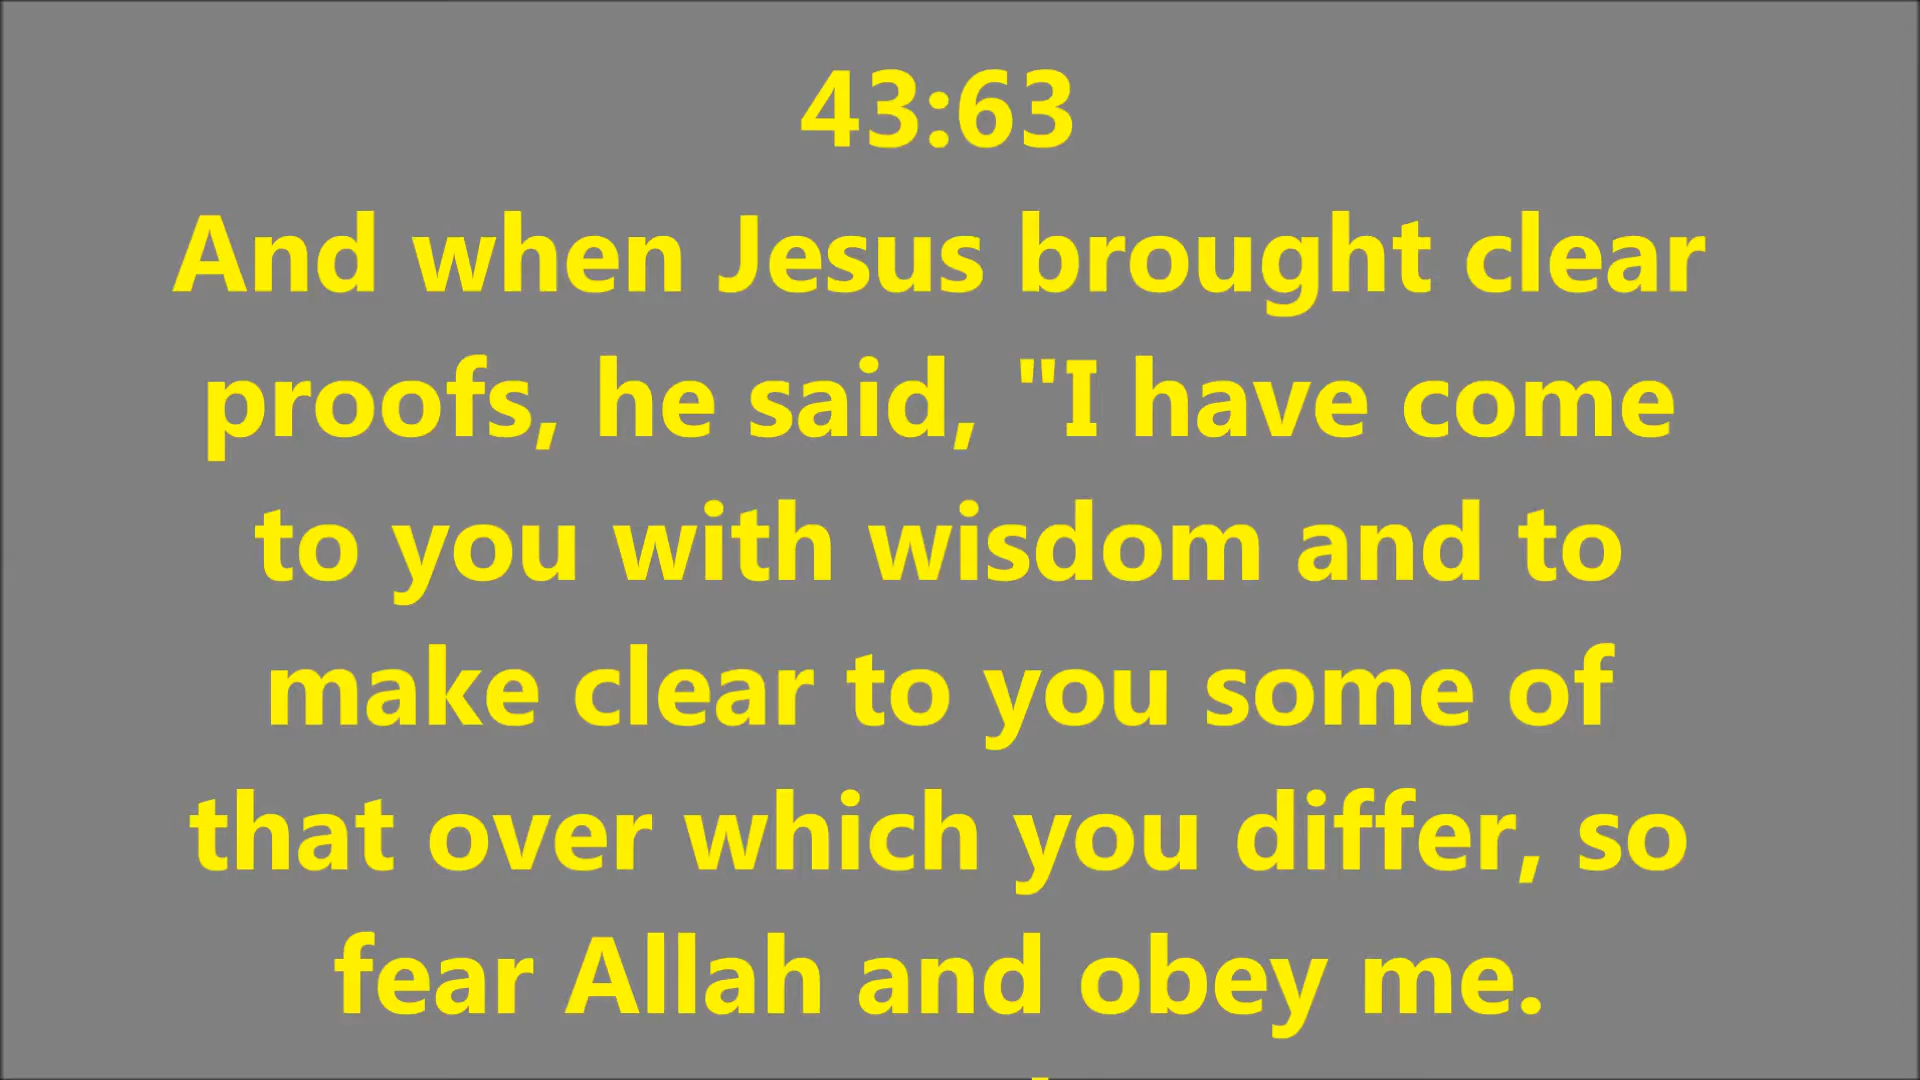 43:63
And when Jesus brought clear
proofs, he said, "I have come
to you with wisdom and to
make clear to you some of
that over which you differ, so
fear Allah and obey me.